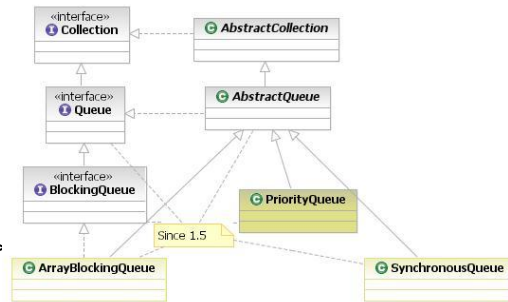 «interface»
Collection
AbstractCollection
«interface»
Queue
AbstractQueue
«interface»
BlockingQueue
PriorityQueue
Since 1.5
c
ArrayBlockingQueue
SynchronousQueue